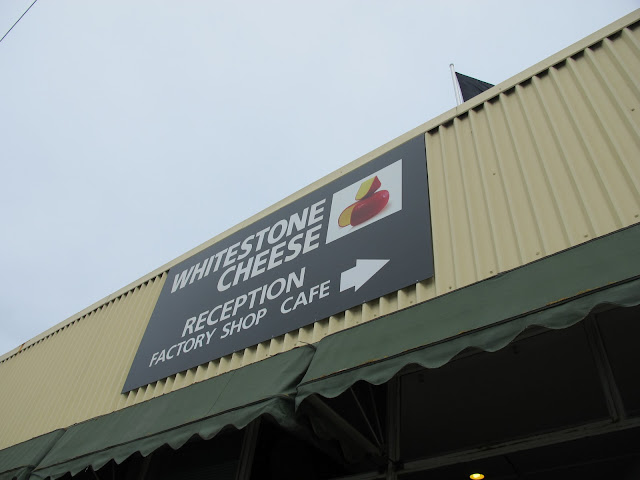 WHITESTONE
CHEESE
RECEPTION
FACTORY SHOP CAFE